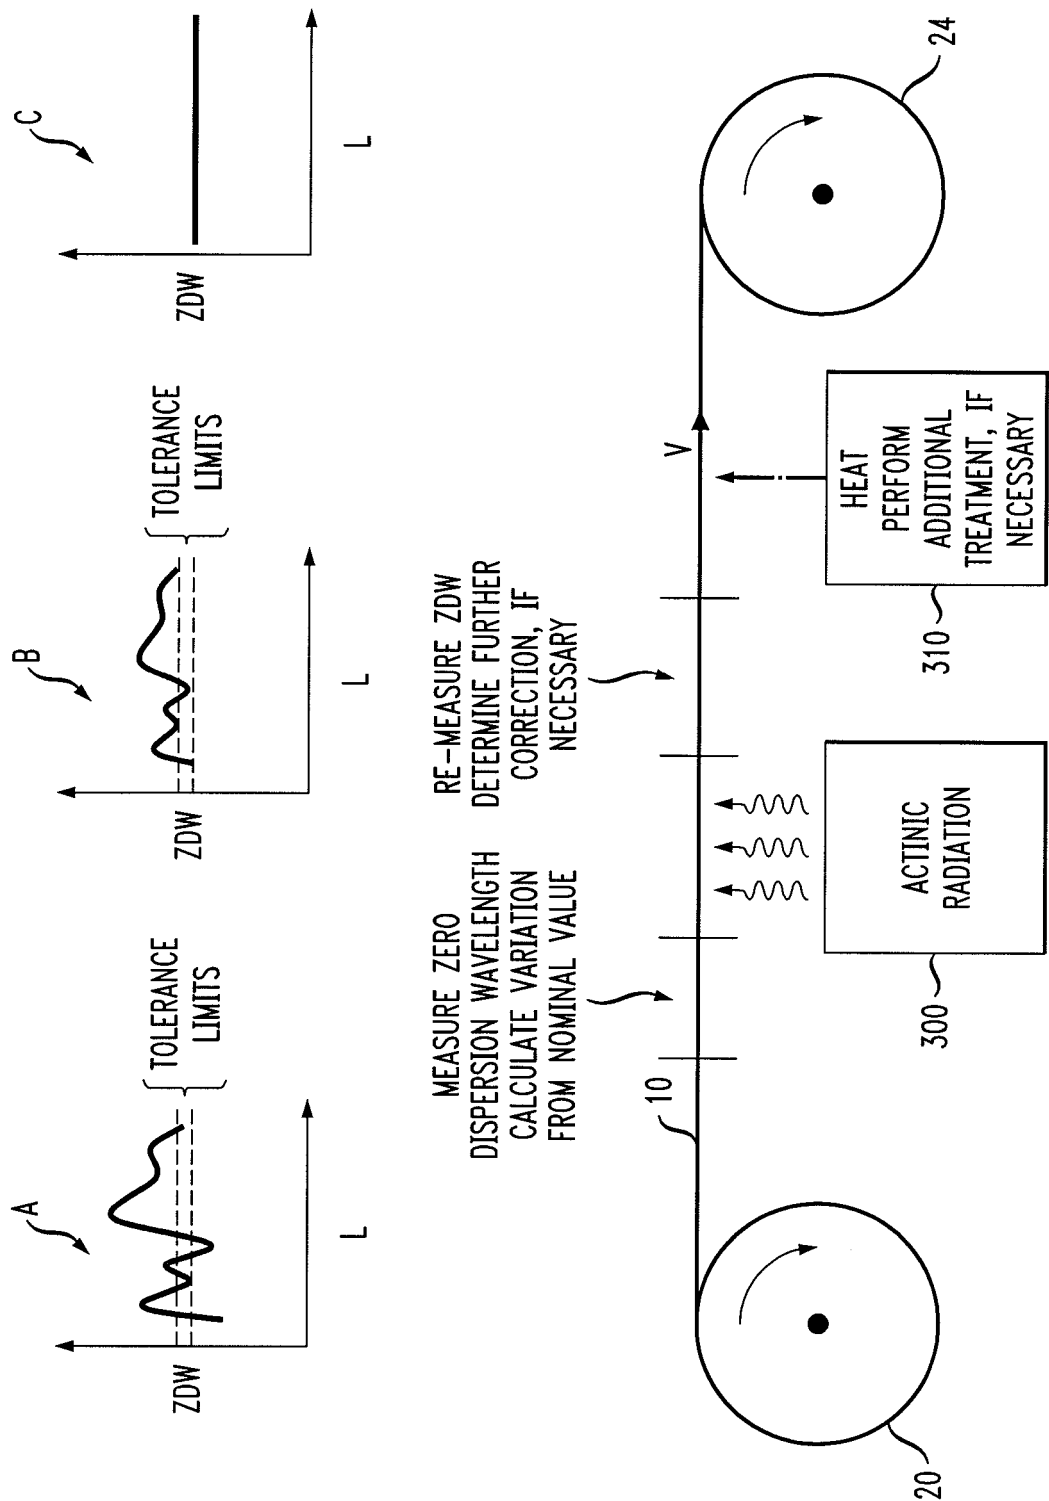 A
TOLERANCE
LIMITS
ZDW
L
B
TOLERANCE
LIMITS
ZDW
L
C
ZDW
L
MEASURE ZERO
DISPERSION WAVELENGTH
CALCULATE VARIATION
FROM NOMINAL VALUE
RE-MEASURE ZDW
DETERMINE FURTHER
CORRECTION, IF
NECESSARY
10
V
20
24
300
ACTINIC
RADIATION
310
HEAT
PERFORM
ADDITIONAL
TREATMENT, IF
NECESSARY